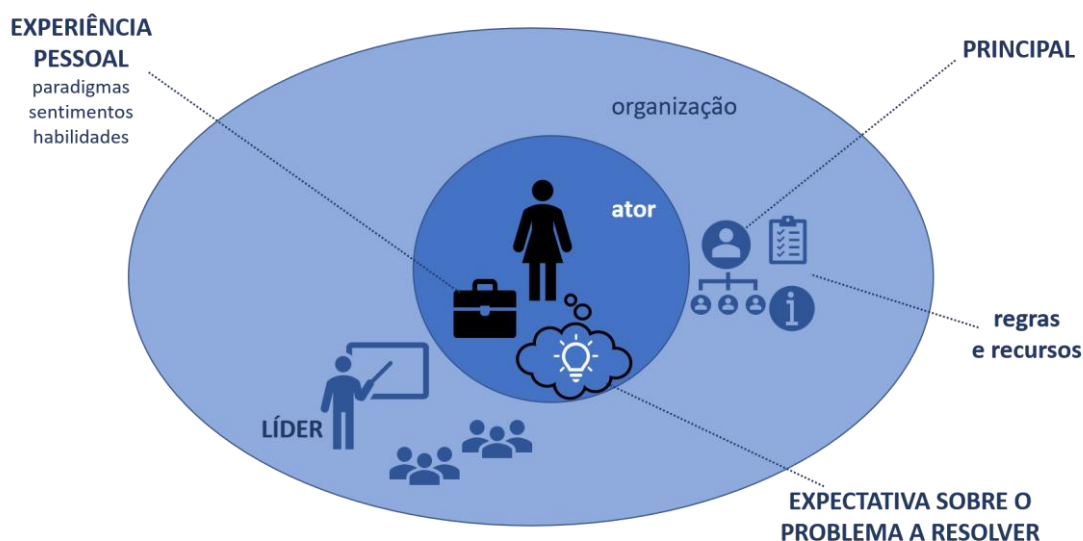 EXPERIÊNCIA
PESSOAL
paradigmas
sentimentos
habilidades
PRINCIPAL
organização
ator
regras
e recursos
LÍDER
EXPECTATIVA SOBRE O
PROBLEMA A RESOLVER